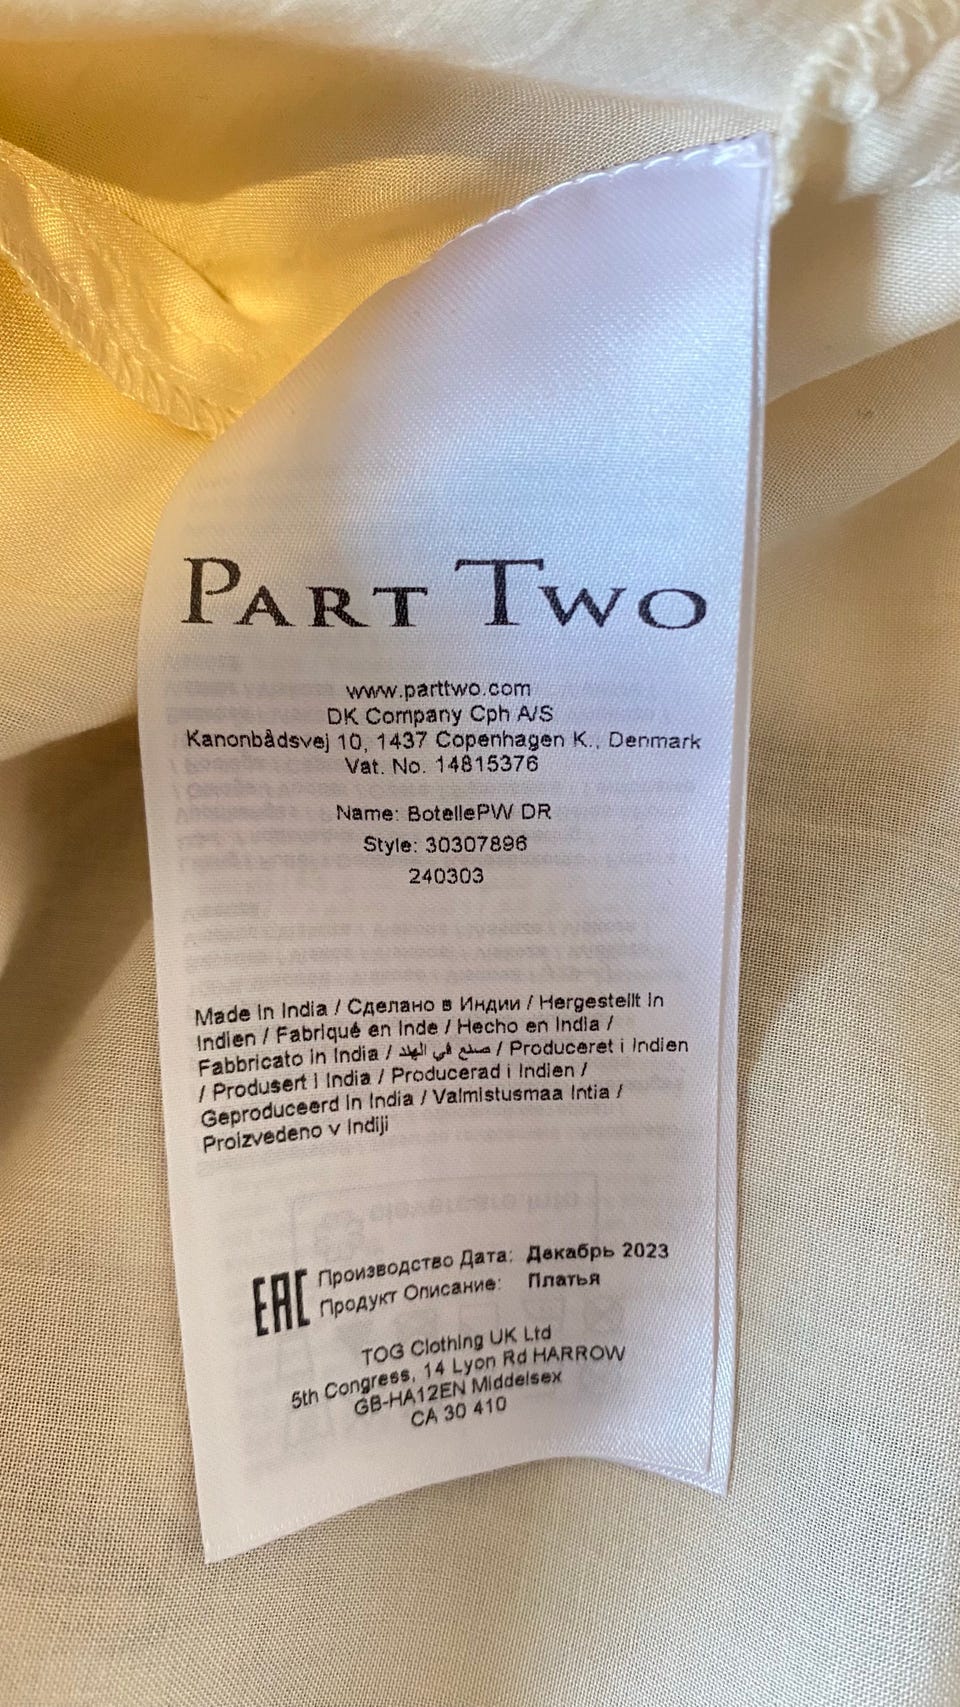 PART TWO
www.parttwo.com
DK Company Cph A/S
Kanonbådsvej 10, 1437 Copenhagen K., Denmark
Vat. No. 14815376
Name: BotellePW DR
Style: 30307896
240303
Made in India / Сделано в Индии / Hergestellt in
Indien / Fabriqué en Inde / Hecho en India /
Fabbricato in India / صنع في الهند / Produceret i Indien
/ Produsert i India / Producerad i Indien /
Geproduceerd in India / Valmistusmaa Intia /
Proizvedeno v Indiji
EAC Производство Дата: Декабрь 2023
Продукт Описание: Платья
TOG Clothing UK Ltd
5th Congress, 14 Lyon Rd HARROW
GB-HA12EN Middelsex
CA 30 410